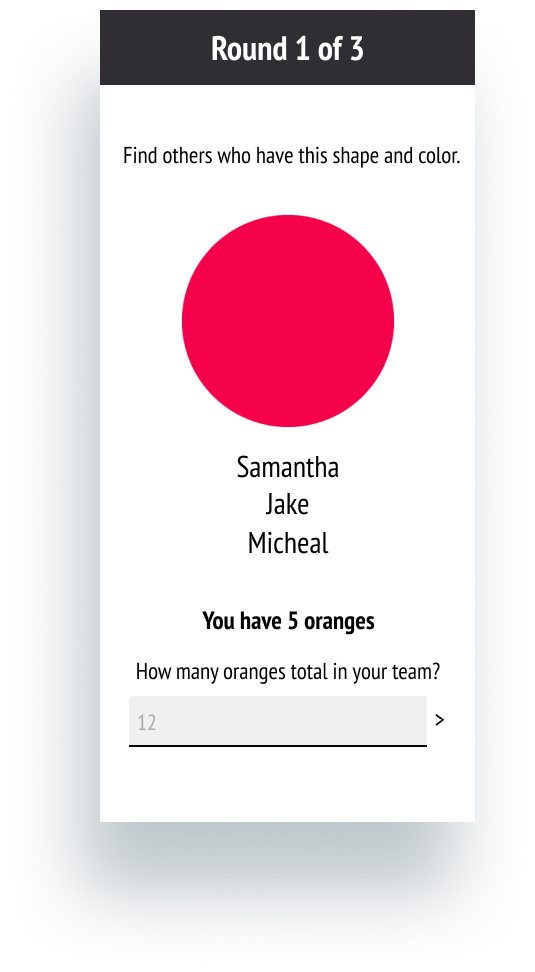 Round 1 of 3
Find others who have this shape and color.
Samantha
Jake
Micheal
You have 5 oranges
How many oranges total in your team?
12 >